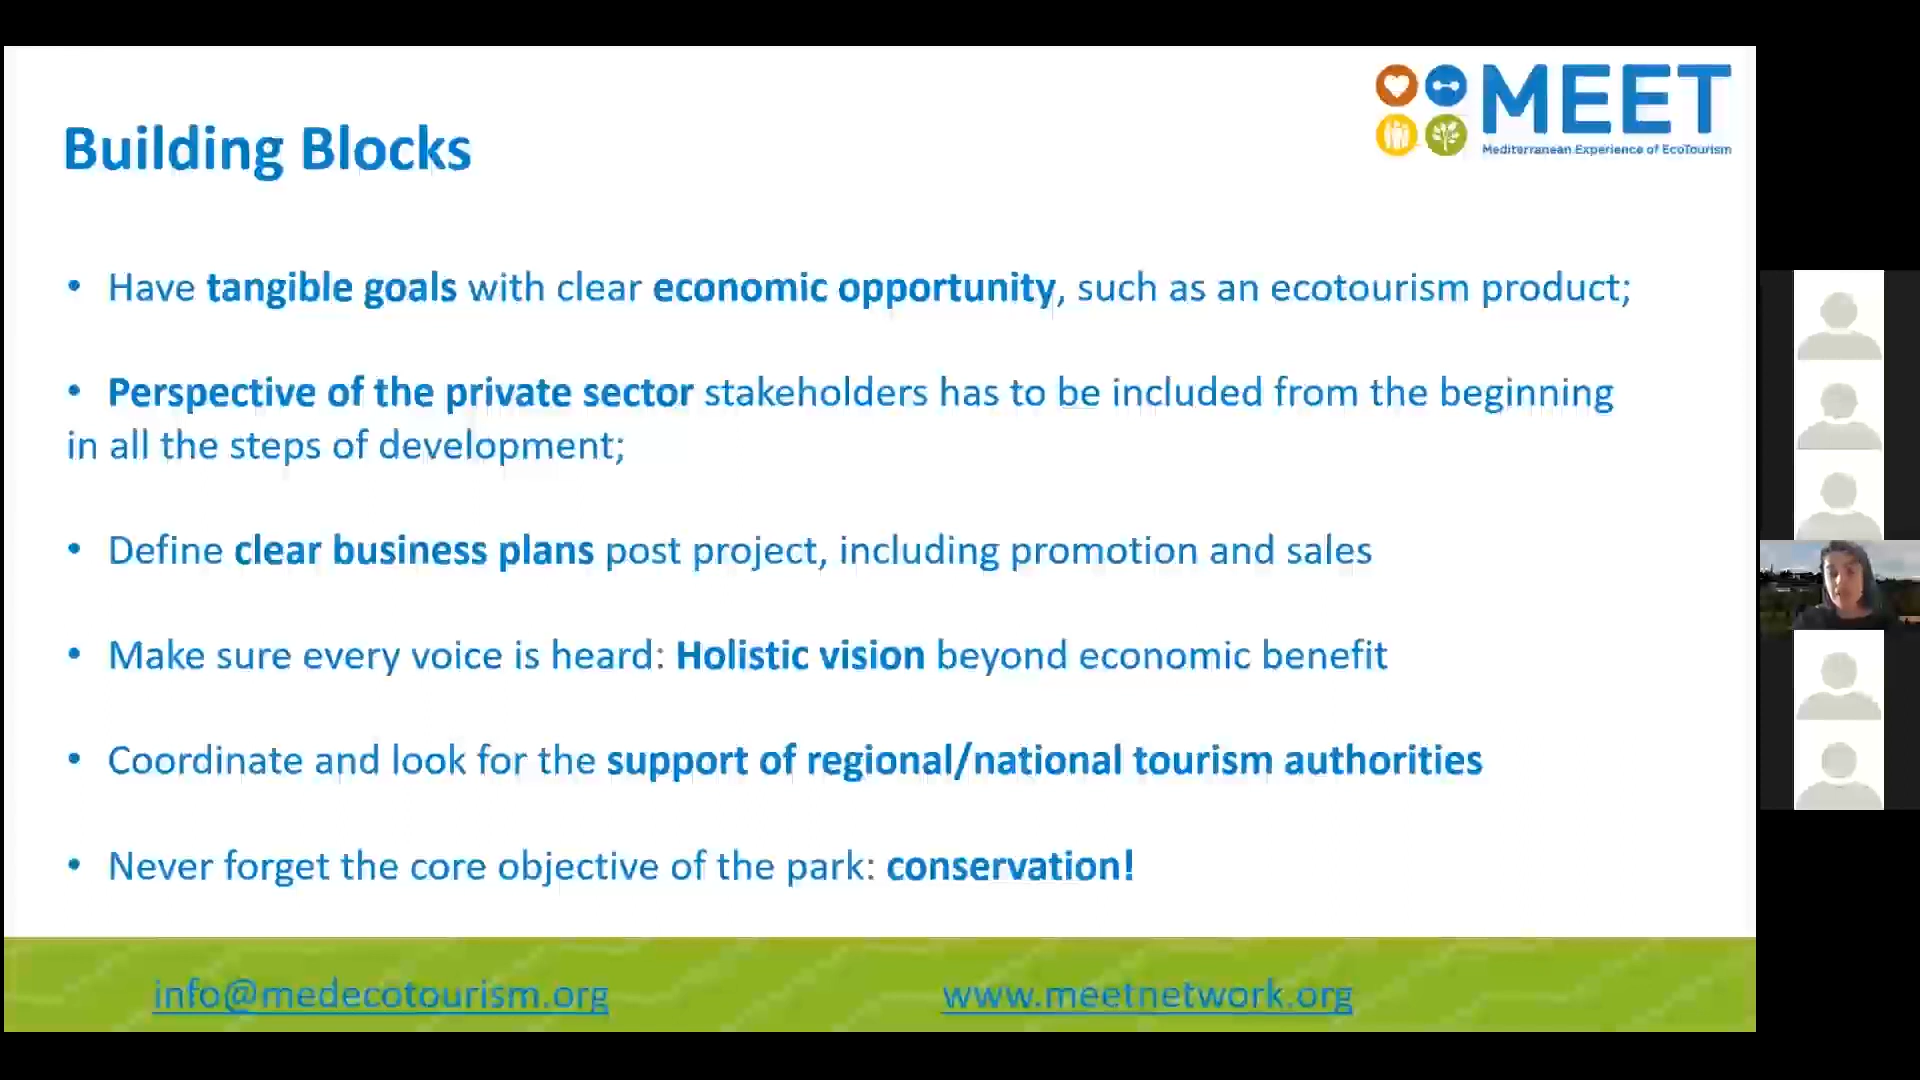 MEET
Mediterranean Experience of EcoTourism
Building Blocks
• Have tangible goals with clear economic opportunity, such as an ecotourism product;
• Perspective of the private sector stakeholders has to be included from the beginning
in all the steps of development;
• Define clear business plans post project, including promotion and sales
• Make sure every voice is heard: Holistic vision beyond economic benefit
• Coordinate and look for the support of regional/national tourism authorities
• Never forget the core objective of the park: conservation!
info@medecotourism.org
www.meetnetwork.org